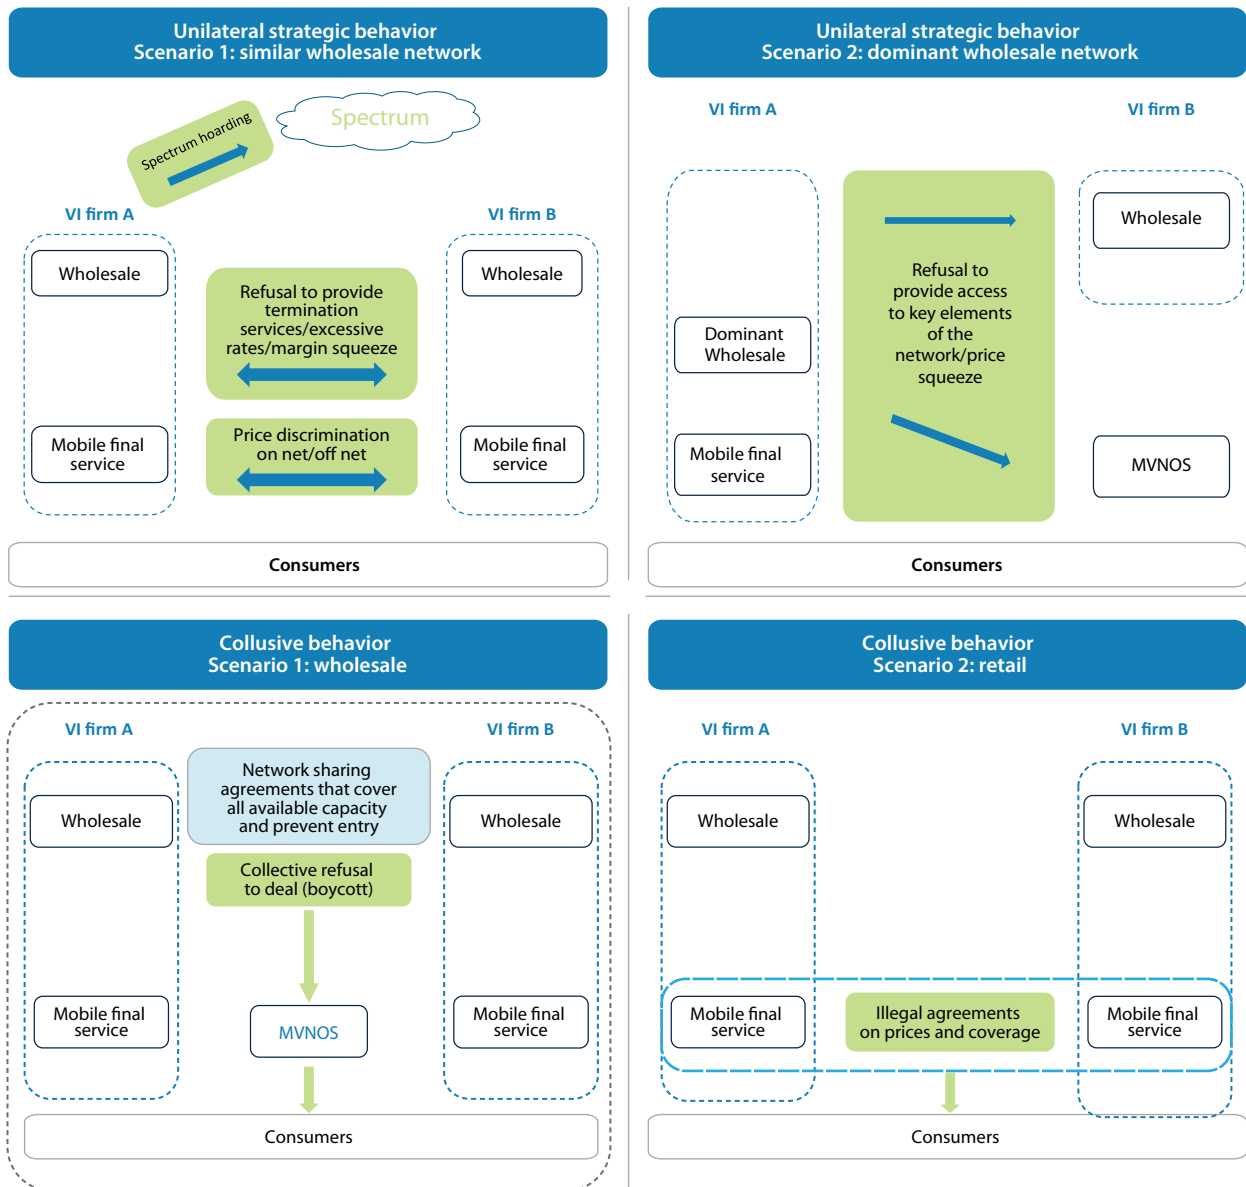 Unilateral strategic behavior
Scenario 1: similar wholesale network
Spectrum hoarding
Spectrum
VI firm A
VI firm B
Wholesale
Wholesale
Refusal to provide
termination
services/excessive
rates/margin squeeze
Mobile final
service
Price discrimination
on net/off net
Mobile final
service
Consumers
Unilateral strategic behavior
Scenario 2: dominant wholesale network
VI firm A
VI firm B
Wholesale
Refusal to
provide access
to key elements
of the
network/price
squeeze
Dominant
Wholesale
Mobile final
service
MVNOS
Consumers
Collusive behavior
Scenario 1: wholesale
VI firm A
VI firm B
Network sharing
agreements that cover
all available capacity
and prevent entry
Wholesale
Wholesale
Collective refusal
to deal (boycott)
Mobile final
service
MVNOS
Mobile final
service
Consumers
Collusive behavior
Scenario 2: retail
VI firm A
VI firm B
Wholesale
Wholesale
Mobile final
service
Illegal agreements
on prices and coverage
Mobile final
service
Consumers